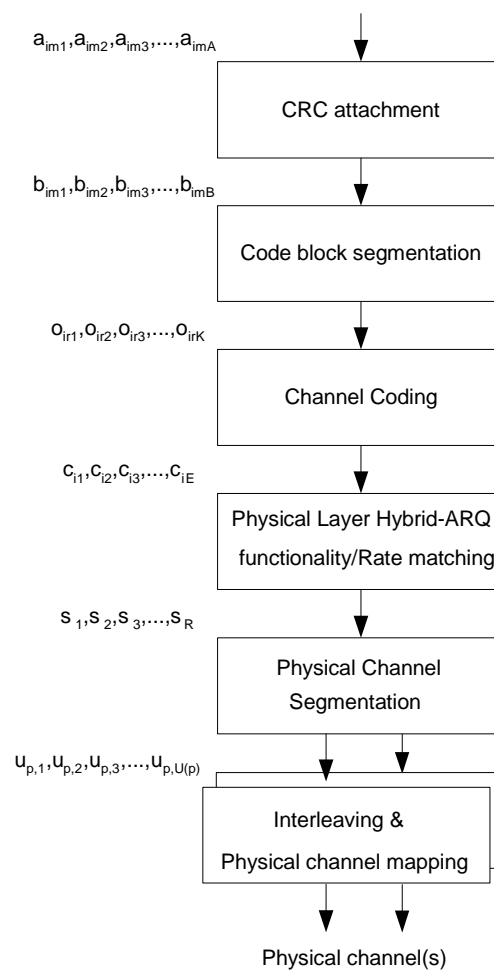 a_im1,a_im2,a_im3,...,a_imA
CRC attachment
b_im1,b_im2,b_im3,...,b_imB
Code block segmentation
o_ir1,o_ir2,o_ir3,...,o_irK
Channel Coding
c_i1,c_i2,c_i3,...,c_iE
Physical Layer Hybrid-ARQ
functionality/Rate matching
s_1,s_2,s_3,...,s_R
Physical Channel
Segmentation
u_p,1,u_p,2,u_p,3,...,u_p,U(p)
Interleaving &
Physical channel mapping
Physical channel(s)